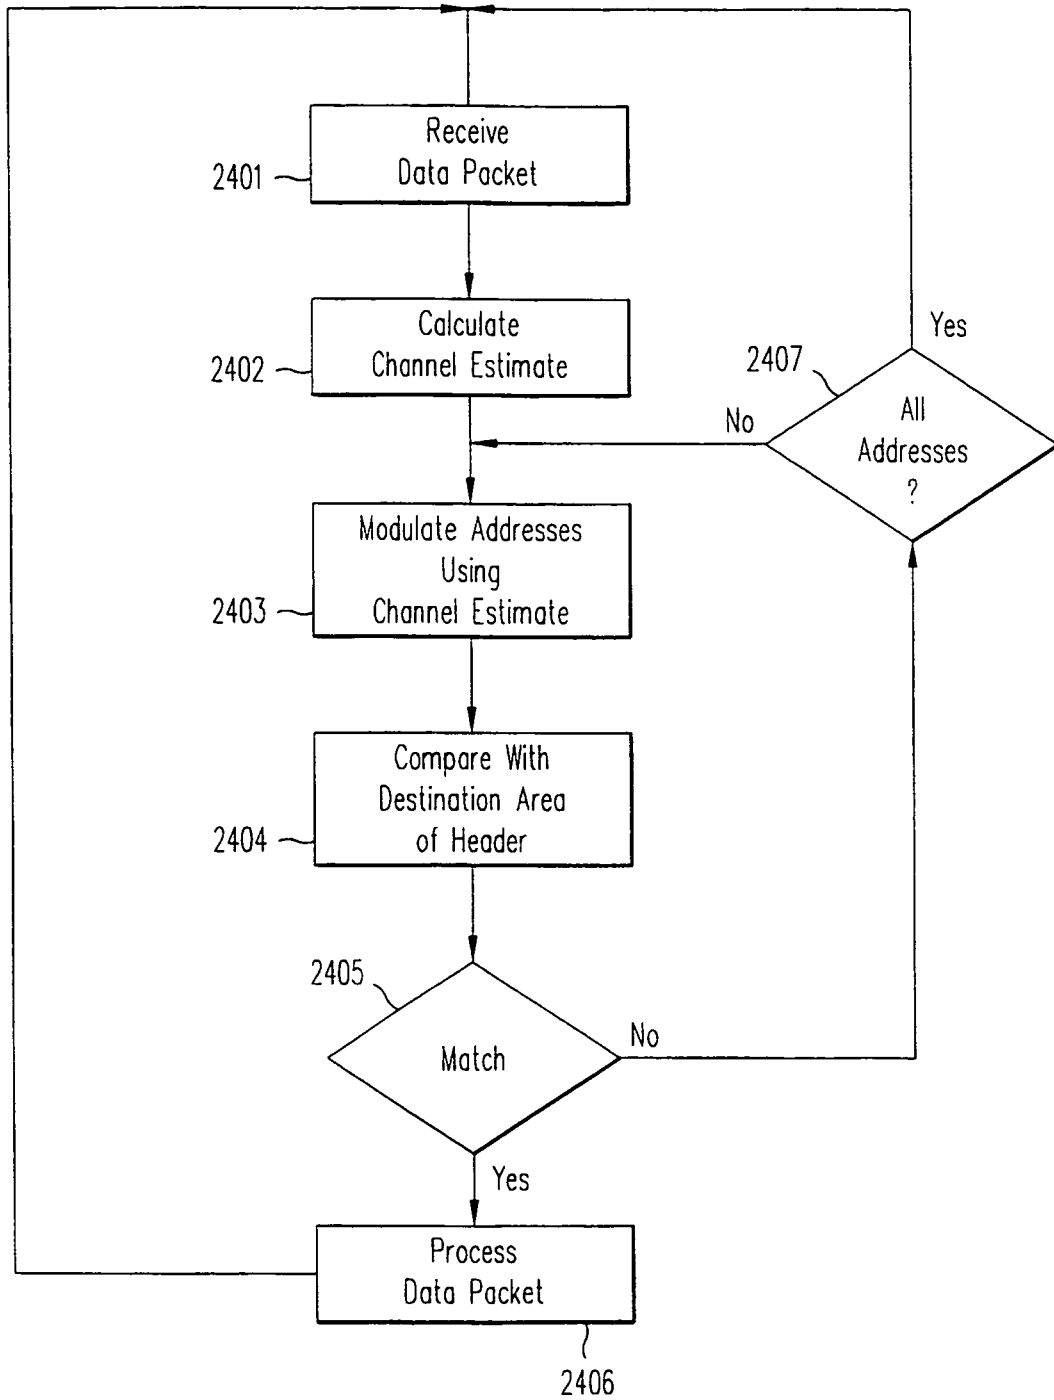 Receive
Data Packet
2401
Calculate
Channel Estimate
2402
Yes
2407
All
Addresses
?
No
Modulate Addresses
Using
Channel Estimate
2403
Compare With
Destination Area
of Header
2404
2405
Match
No
Yes
Process
Data Packet
2406